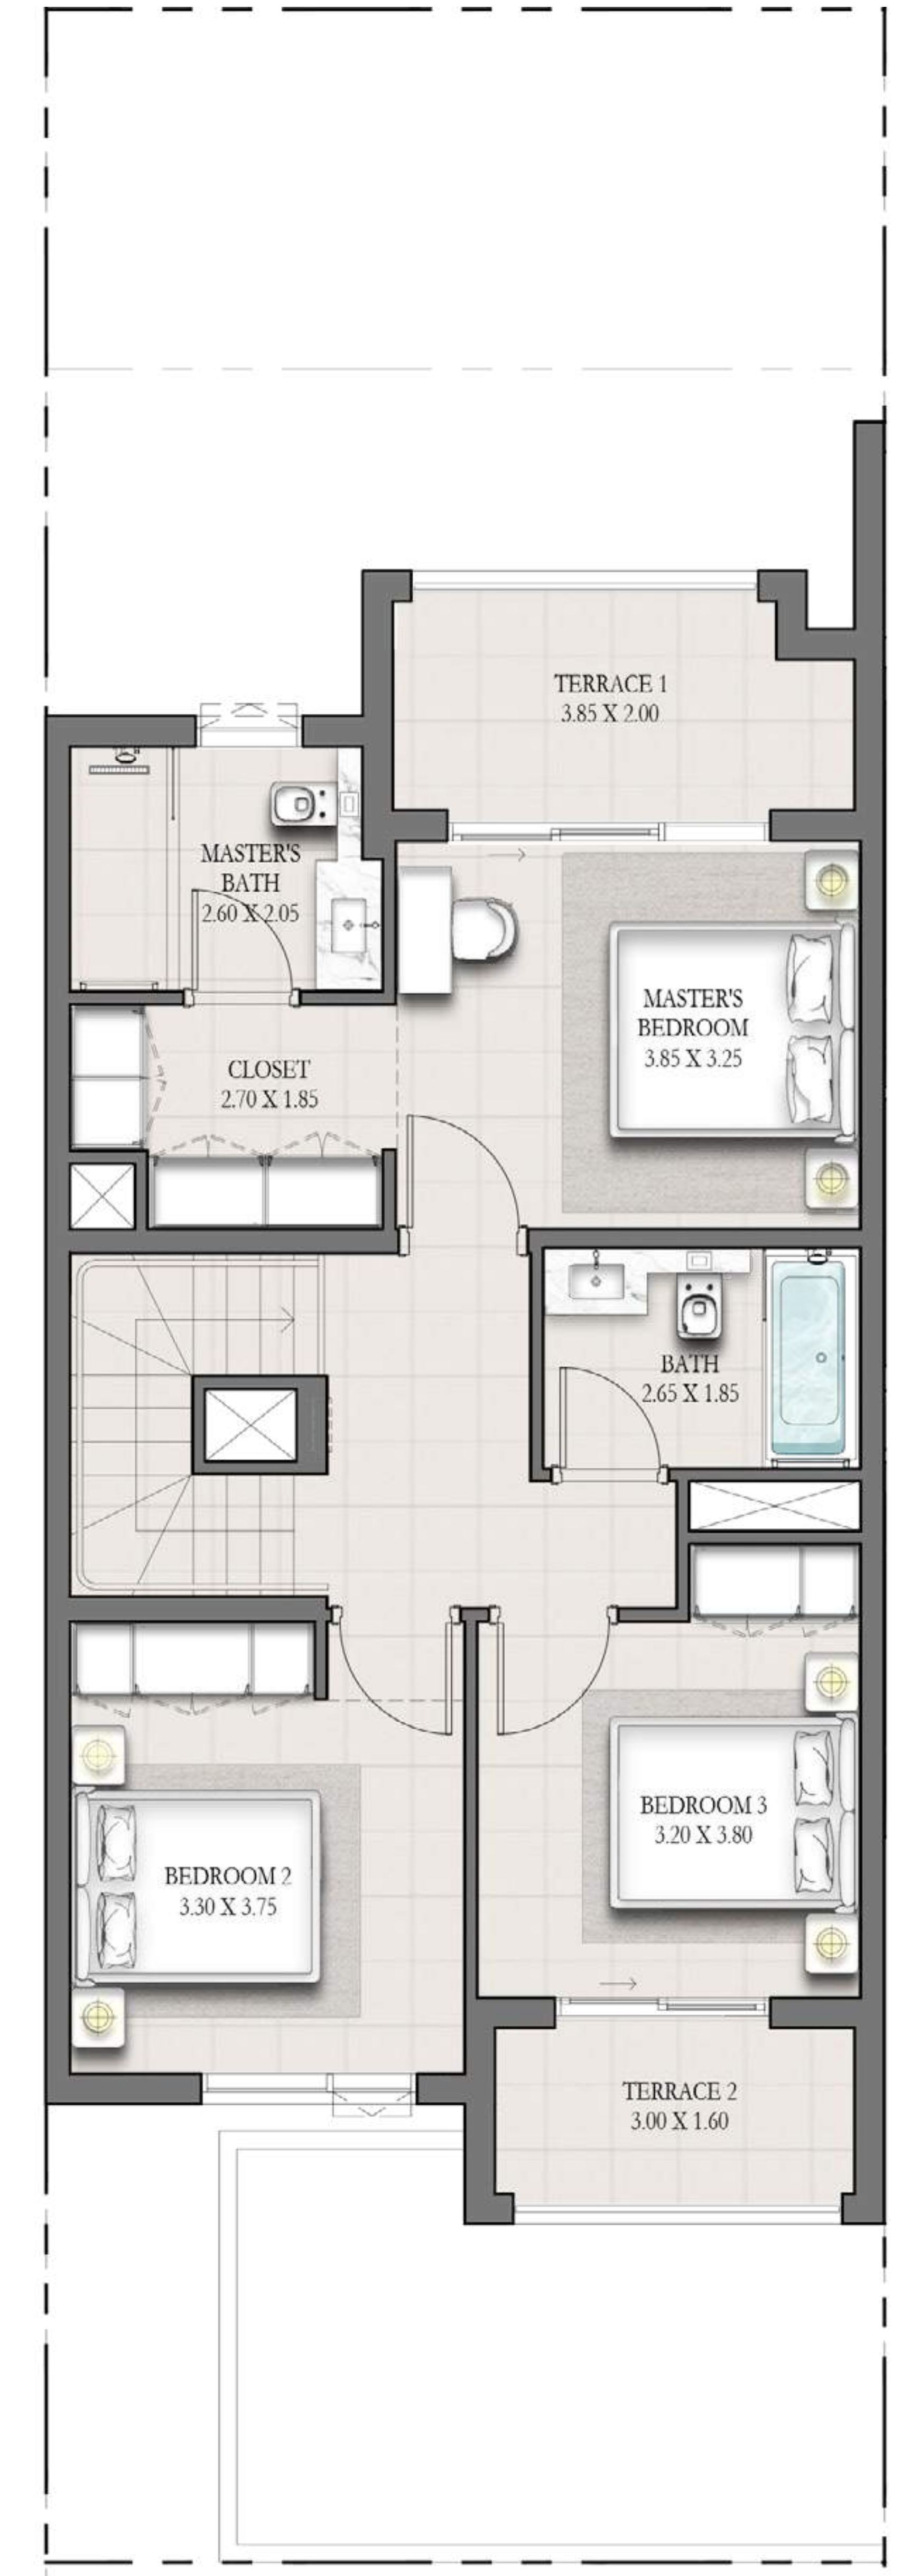 TERRACE 1
3.85 X 2.00
MASTER'S
BATH
2.60 X 2.05
MASTER'S
BEDROOM
3.85 X 3.25
CLOSET
2.70 X 1.85
BATH
2.65 X 1.85
BEDROOM 3
3.20 X 3.80
BEDROOM 2
3.30 X 3.75
TERRACE 2
3.00 X 1.60